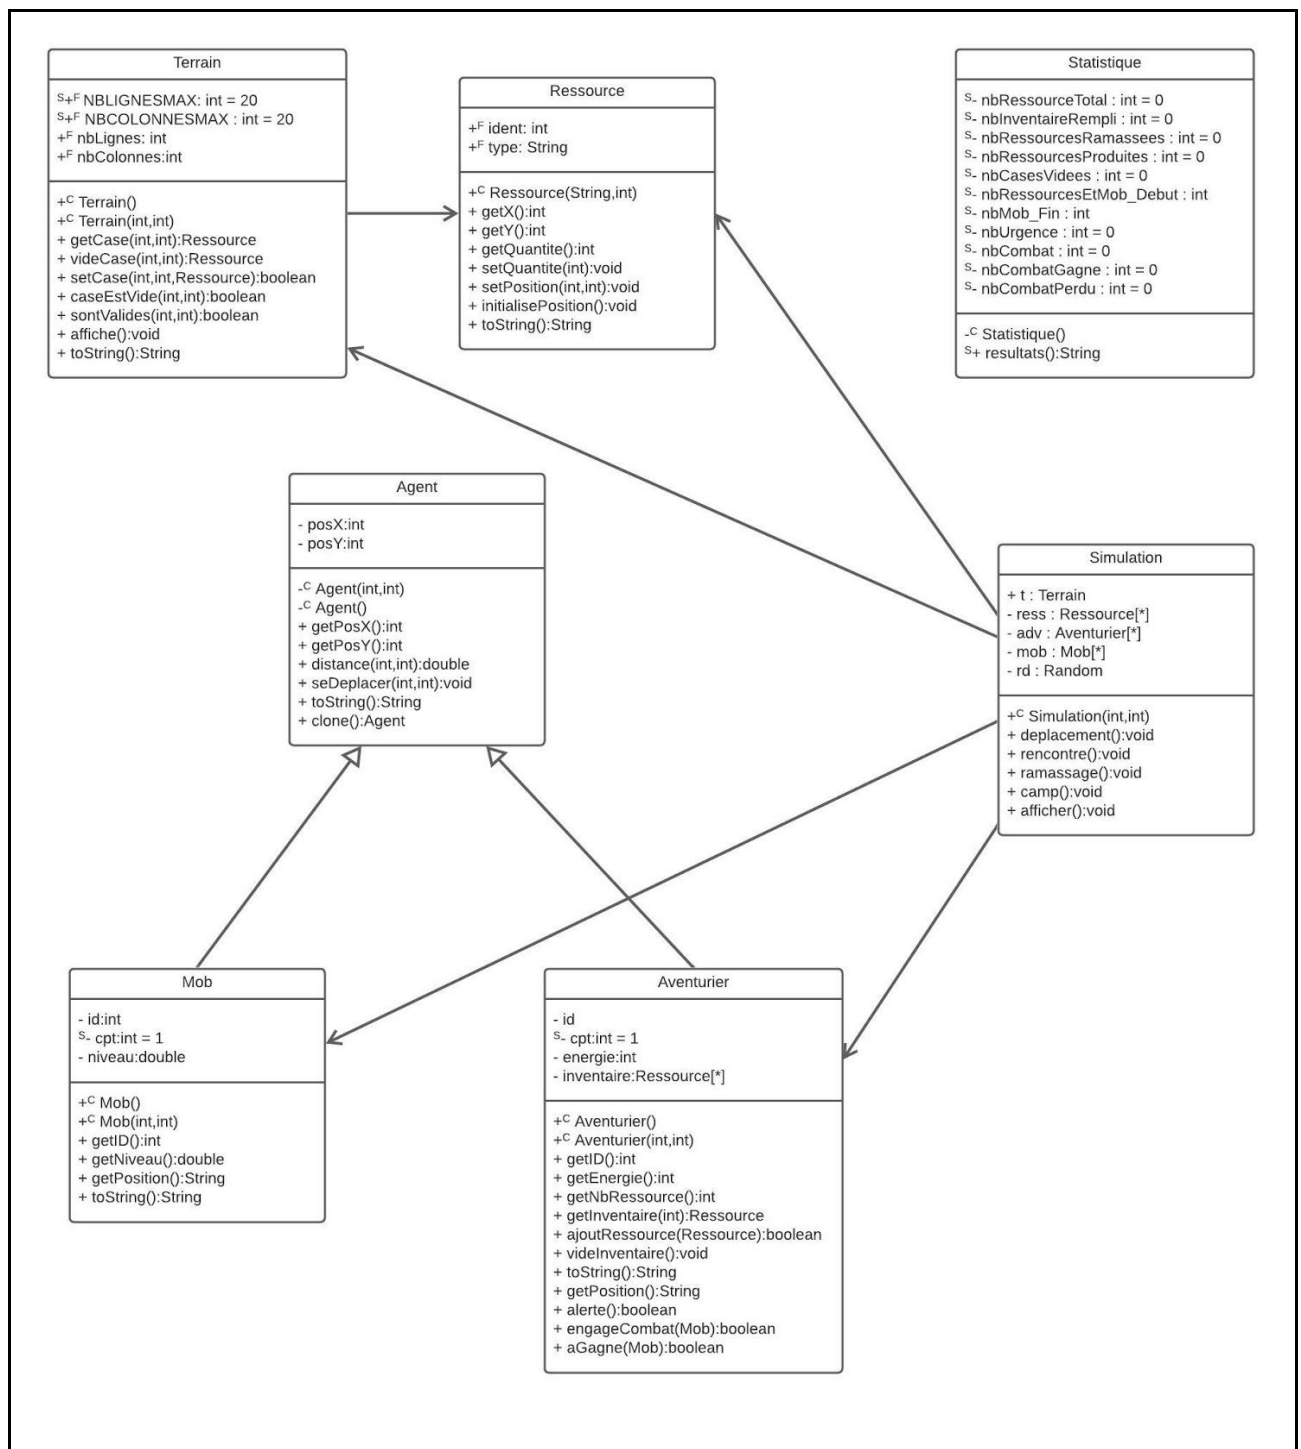 Terrain
S+F NBLIGNESMAX: int = 20
S+F NBCOLONNESMAX : int = 20
+F nbLignes: int
+F nbColonnes:int
+C Terrain()
+C Terrain(int,int)
+ getCase(int,int):Ressource
+ videCase(int,int):Ressource
+ setCase(int,int,Ressource):boolean
+ caseEstVide(int,int):boolean
+ sontValides(int,int):boolean
+ affiche():void
+ toString():String
Ressource
+F ident: int
+F type: String
+C Ressource(String,int)
+ getX():int
+ getY():int
+ getQuantite():int
+ setQuantite(int):void
+ setPosition(int,int):void
+ initialisePosition():void
+ toString():String
Statistique
S- nbRessourceTotal : int = 0
S- nbInventaireRempli : int = 0
S- nbRessourcesRamassees : int = 0
S- nbRessourcesProduites : int = 0
S- nbCasesVidees : int = 0
S- nbRessourcesEtMob_Debut : int
S- nbMob_Fin : int
S- nbUrgence : int = 0
S- nbCombat : int = 0
S- nbCombatGagne : int = 0
S- nbCombatPerdu : int = 0
-C Statistique()
S+ resultats():String
Agent
- posX:int
- posY:int
-C Agent(int,int)
-C Agent()
+ getPosX():int
+ getPosY():int
+ distance(int,int):double
+ seDeplacer(int,int):void
+ toString():String
+ clone():Agent
Simulation
+ t : Terrain
- ress : Ressource[*]
- adv : Aventurier[*]
- mob : Mob[*]
- rd : Random
+C Simulation(int,int)
+ deplacement():void
+ rencontre():void
+ ramassage():void
+ camp():void
+ afficher():void
Mob
- id:int
S- cpt:int = 1
- niveau:double
+C Mob()
+C Mob(int,int)
+ getID():int
+ getNiveau():double
+ getPosition():String
+ toString():String
Aventurier
- id
S- cpt:int = 1
- energie:int
- inventaire:Ressource[*]
+C Aventurier()
+C Aventurier(int,int)
+ getID():int
+ getEnergie():int
+ getNbRessource():int
+ getInventaire(int):Ressource
+ ajoutRessource(Ressource):boolean
+ videInventaire():void
+ toString():String
+ getPosition():String
+ alerte():boolean
+ engageCombat(Mob):boolean
+ aGagne(Mob):boolean